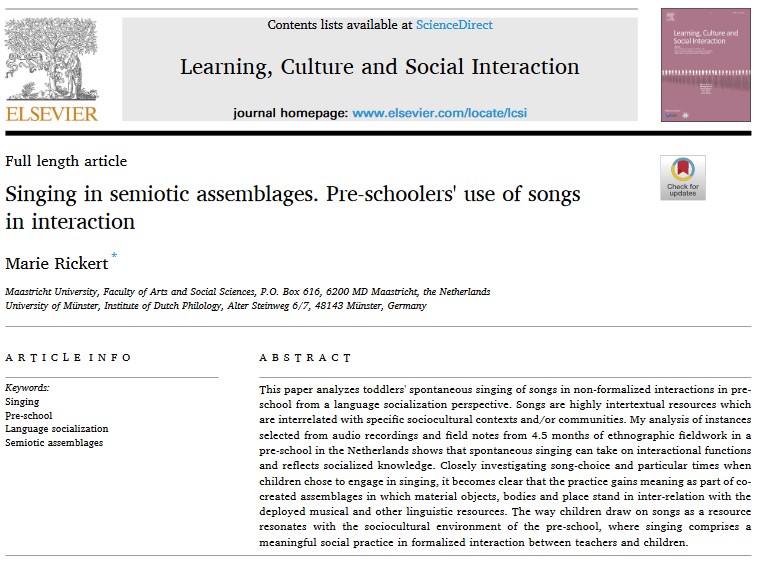 Contents lists available at ScienceDirect
Learning, Culture and Social Interaction
journal homepage: www.elsevier.com/locate/lcsi
ELSEVIER
Learning, Culture and
Social Interaction
Full length article
Check for
updates
Singing in semiotic assemblages. Pre-schoolers' use of songs
in interaction
Marie Rickert *
Maastricht University, Faculty of Arts and Social Sciences, P.O. Box 616, 6200 MD Maastricht, the Netherlands
University of Münster, Institute of Dutch Philology, Alter Steinweg 6/7, 48143 Münster, Germany
ARTICLE INFO
Keywords:
Singing
Pre-school
Language socialization
Semiotic assemblages
ABSTRACT
This paper analyzes toddlers' spontaneous singing of songs in non-formalized interactions in pre-
school from a language socialization perspective. Songs are highly intertextual resources which
are interrelated with specific sociocultural contexts and/or communities. My analysis of instances
selected from audio recordings and field notes from 4.5 months of ethnographic fieldwork in a
pre-school in the Netherlands shows that spontaneous singing can take on interactional functions
and reflects socialized knowledge. Closely investigating song-choice and particular times when
children chose to engage in singing, it becomes clear that the practice gains meaning as part of co-
created assemblages in which material objects, bodies and place stand in inter-relation with the
deployed musical and other linguistic resources. The way children draw on songs as a resource
resonates with the sociocultural environment of the pre-school, where singing comprises a
meaningful social practice in formalized interaction between teachers and children.